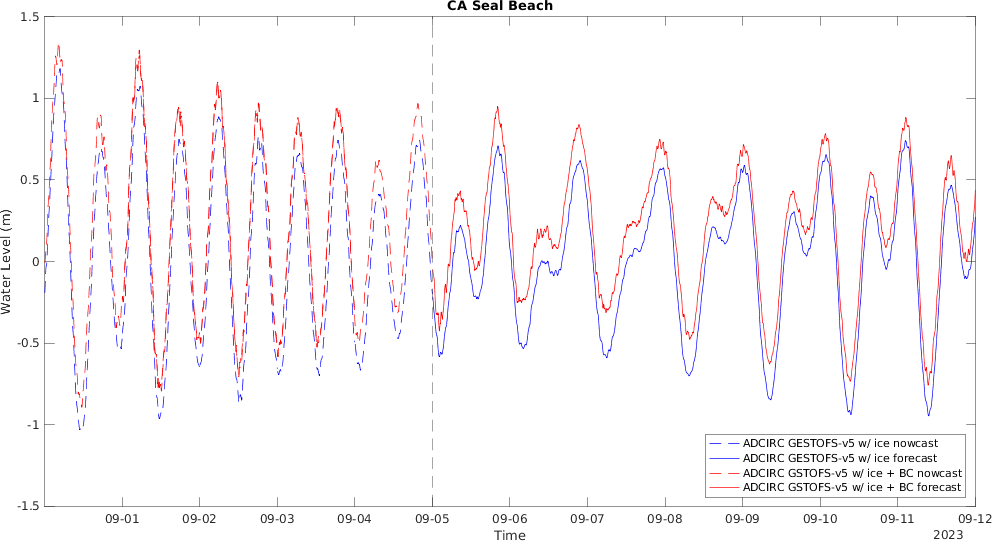 CA Seal Beach
1.5
1
0.5
0
-0.5
-1
-1.5
Water Level (m)
09-01 09-02 09-03 09-04 09-05 09-06 09-07 09-08 09-09 09-10 09-11 09-12
Time
2023
ADCIRC GESTOFS-v5 w/ ice nowcast
ADCIRC GESTOFS-v5 w/ ice forecast
ADCIRC GSTOFS-v5 w/ ice + BC nowcast
ADCIRC GSTOFS-v5 w/ ice + BC forecast